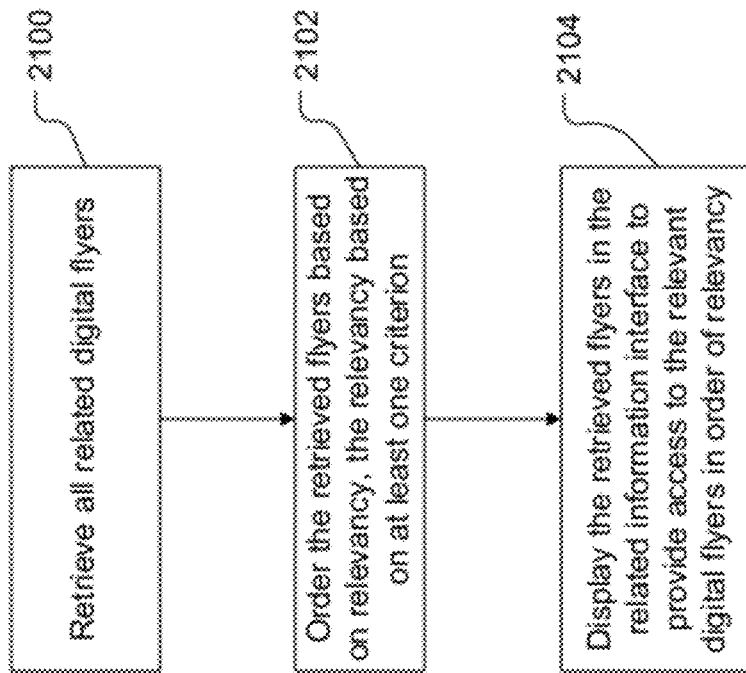 2100
Retrieve all related digital flyers
2102
Order the retrieved flyers based
on relevancy, the relevancy based
on at least one criterion
2104
Display the retrieved flyers in the
related information interface to
provide access to the relevant
digital flyers in order of relevancy